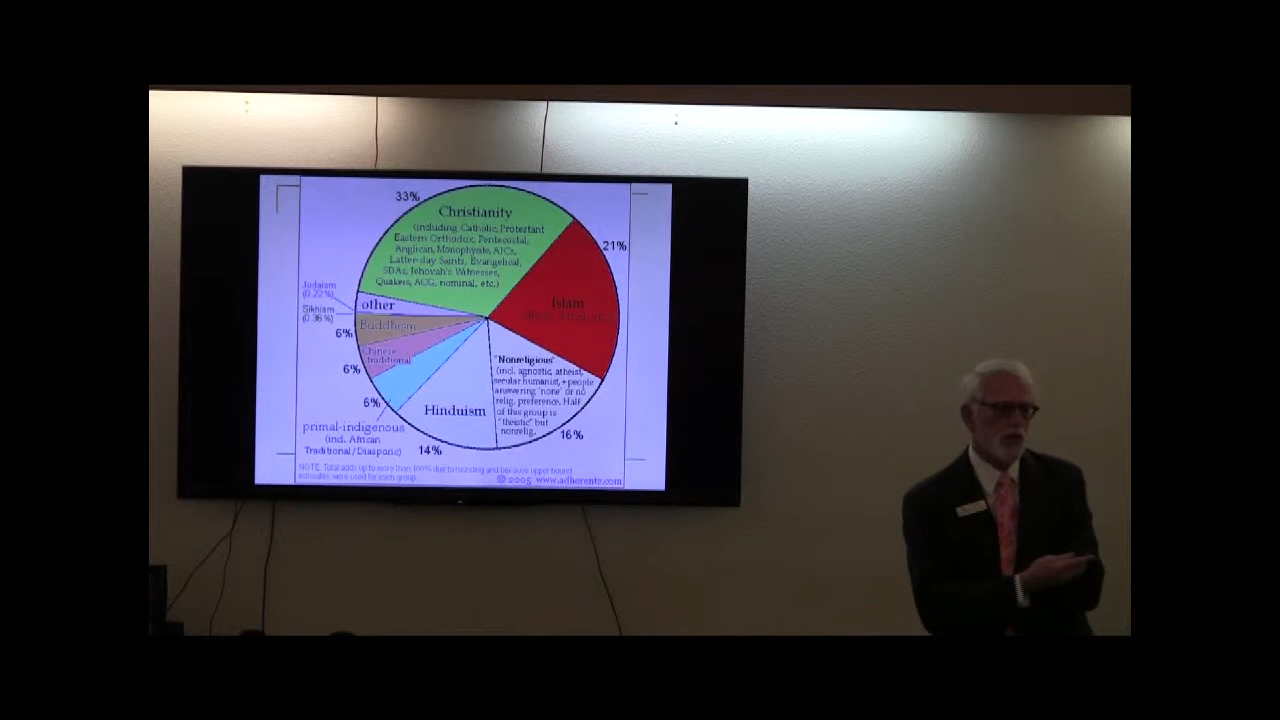 33%
Christianity
(including Catholic, Protestant
Eastern Orthodox, Pentecostal,
Anglican, Monophysite, AICs,
Latter-day Saints, Evangelical,
SDAs, Jehovah's Witnesses,
Quakers, AOG, nominal, etc.)
21%
Islam
Judaism
(0.22%)
other
Sikhism
(0.36%)
Buddhism
6%
Chinese
traditional
6%
6%
primal-indigenous
(incl. African
Traditional/Diasporic)
Hinduism
14%
"Nonreligious"
(incl. agnostic, atheist,
secular humanist, + people
answering 'none' or no
relig. preference. Half
of this group is
"theistic" but
nonrelig.
16%
NOTE: Total adds up to more than 100% due to rounding and because upper bound
estimates were used for each group.
© 2005 www.adherents.com